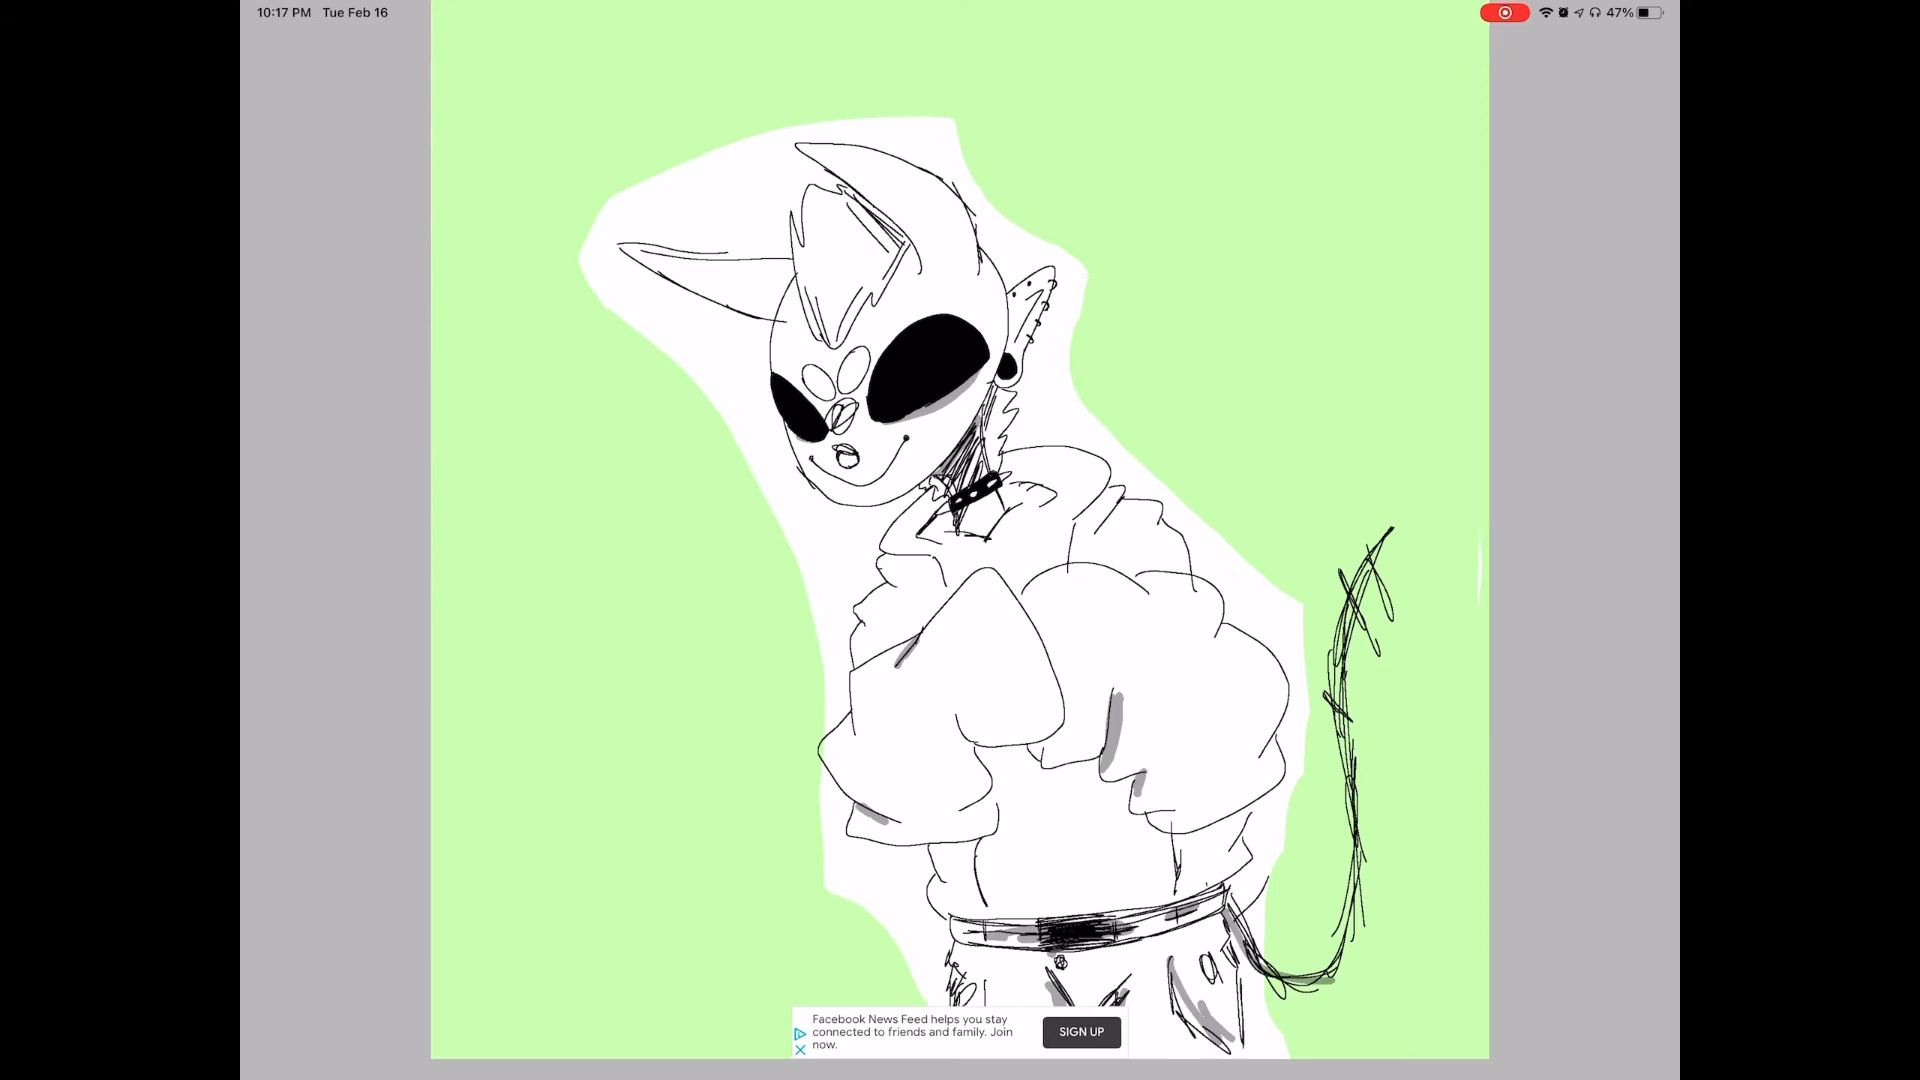 10:17 PM Tue Feb 16
47%
Facebook News Feed helps you stay
connected to friends and family. Join
now.
SIGN UP